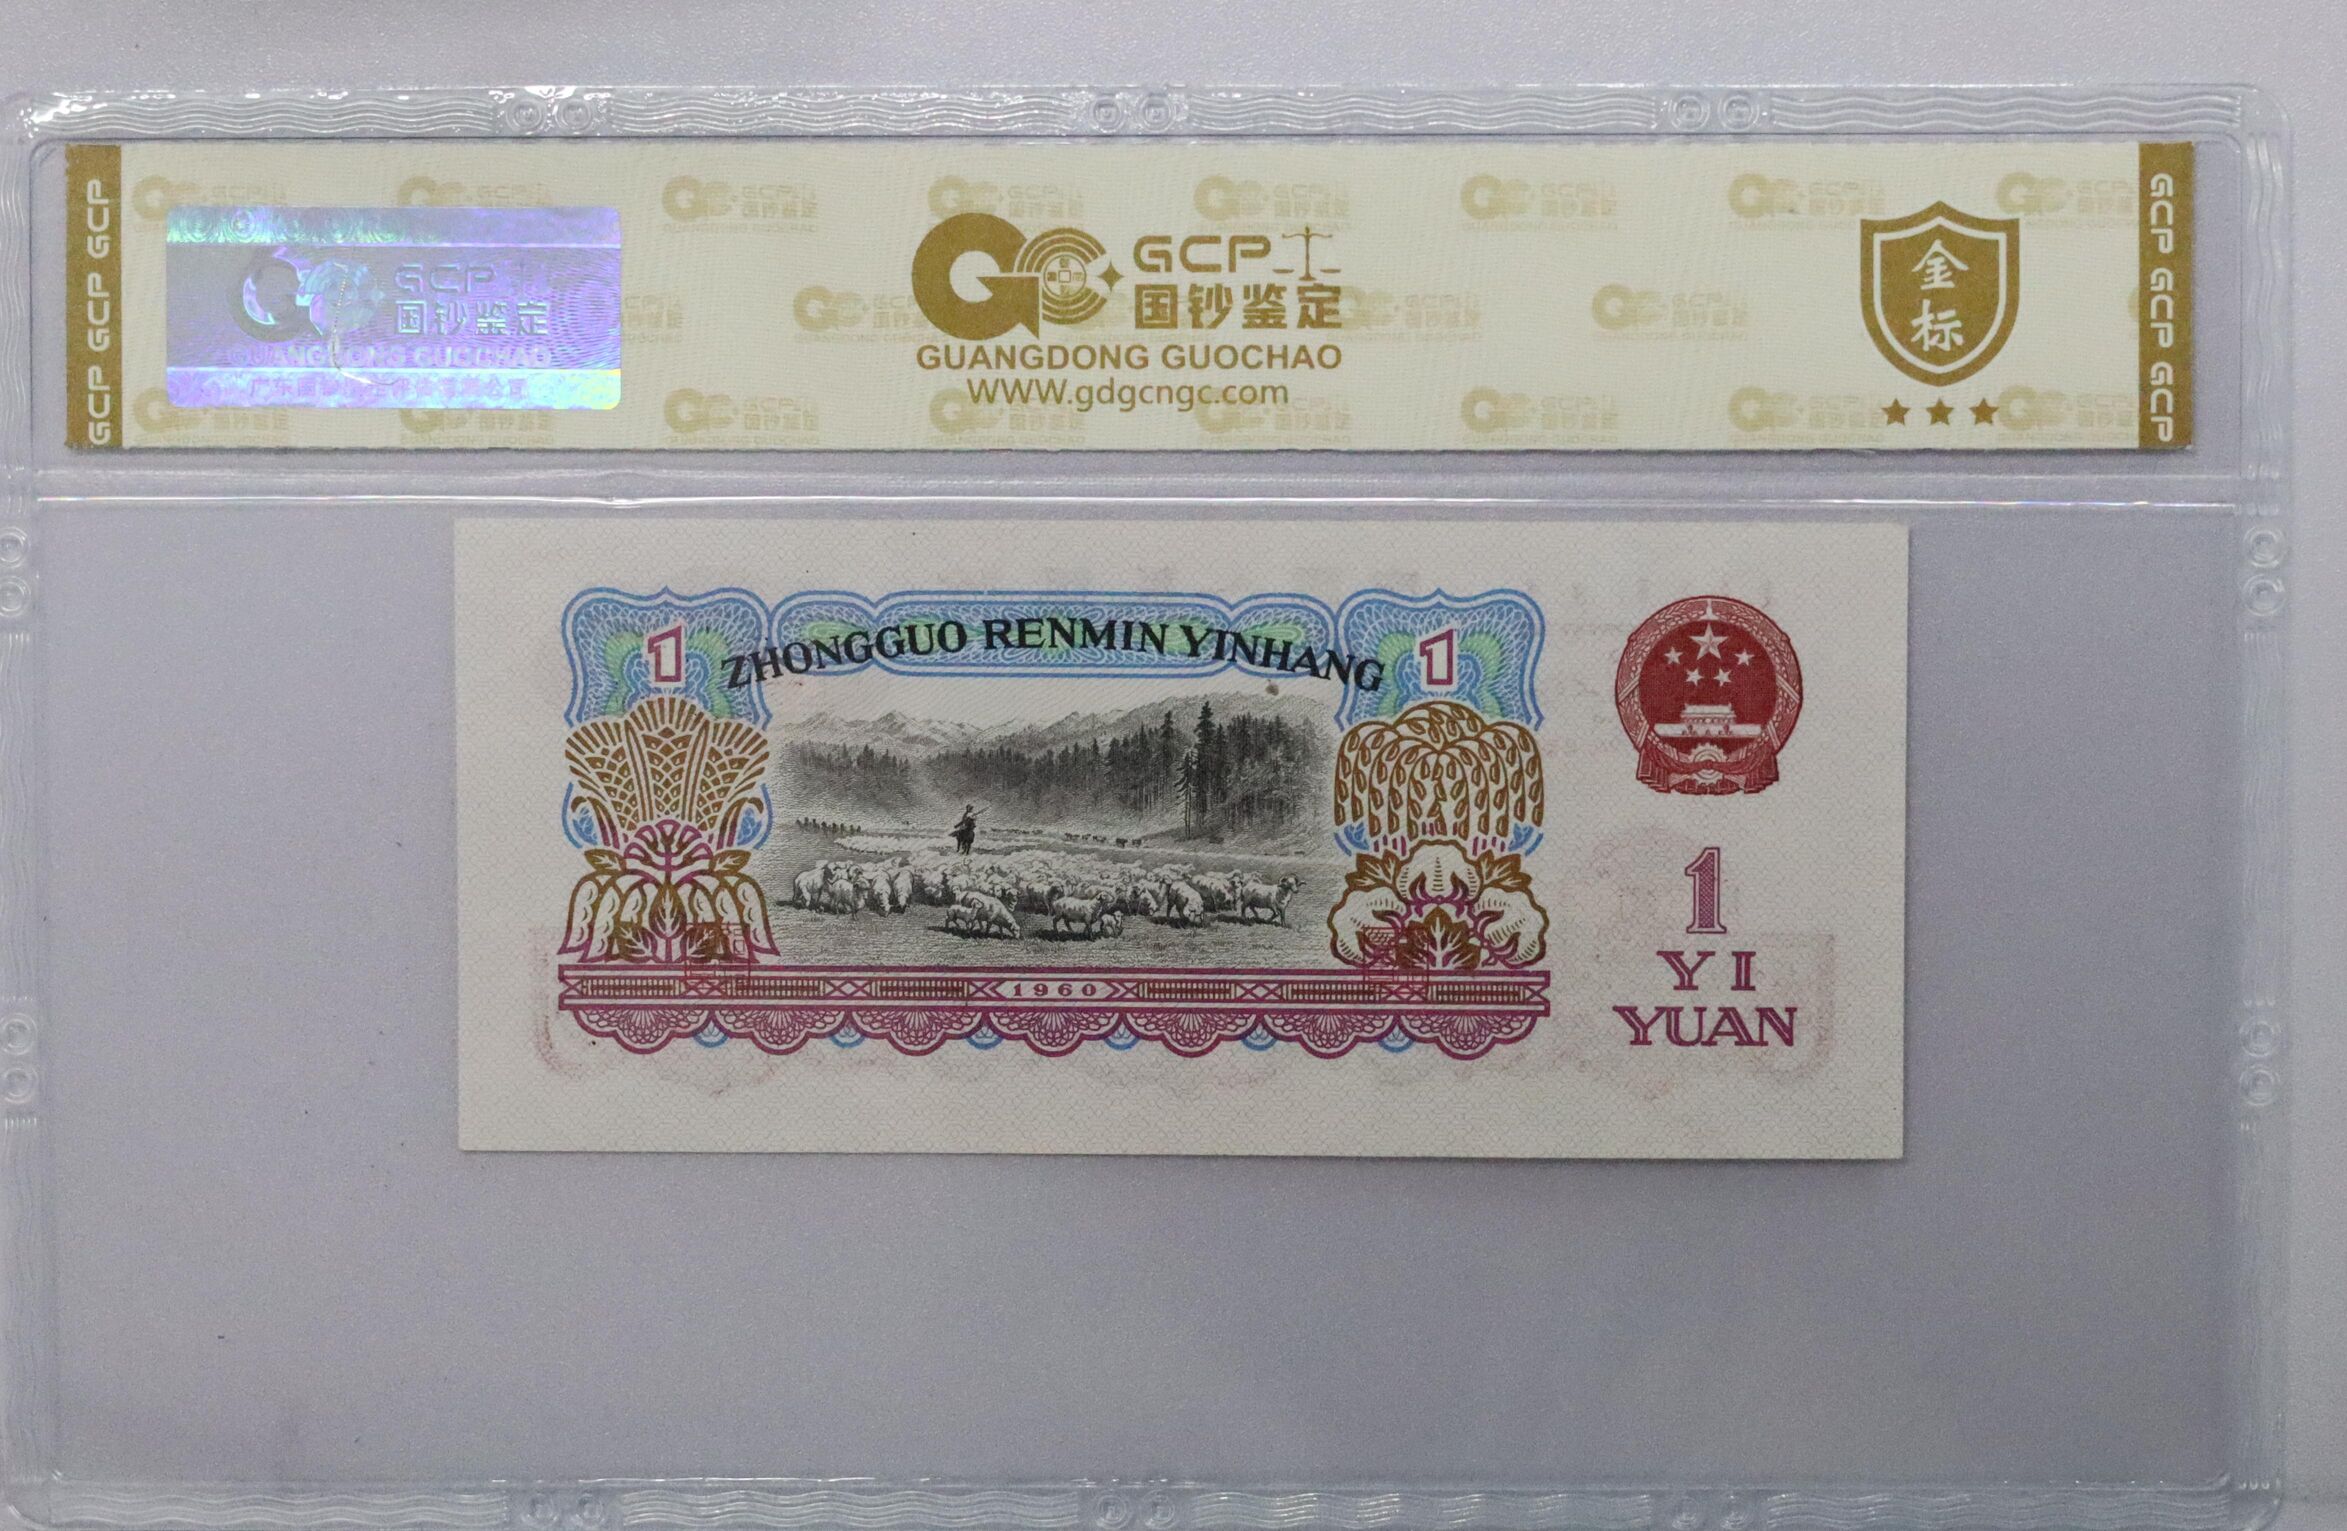 GCP GCP GCP
GCP
国钞鉴定
GUANGDONG GUOCHAO
GCP
国钞鉴定
GUANGDONG GUOCHAO
WWW.gdgcngc.com
金
标
GCP GCP GCP
1
ZHONGGUO RENMIN YINHANG
1
1960
1
YI
YUAN